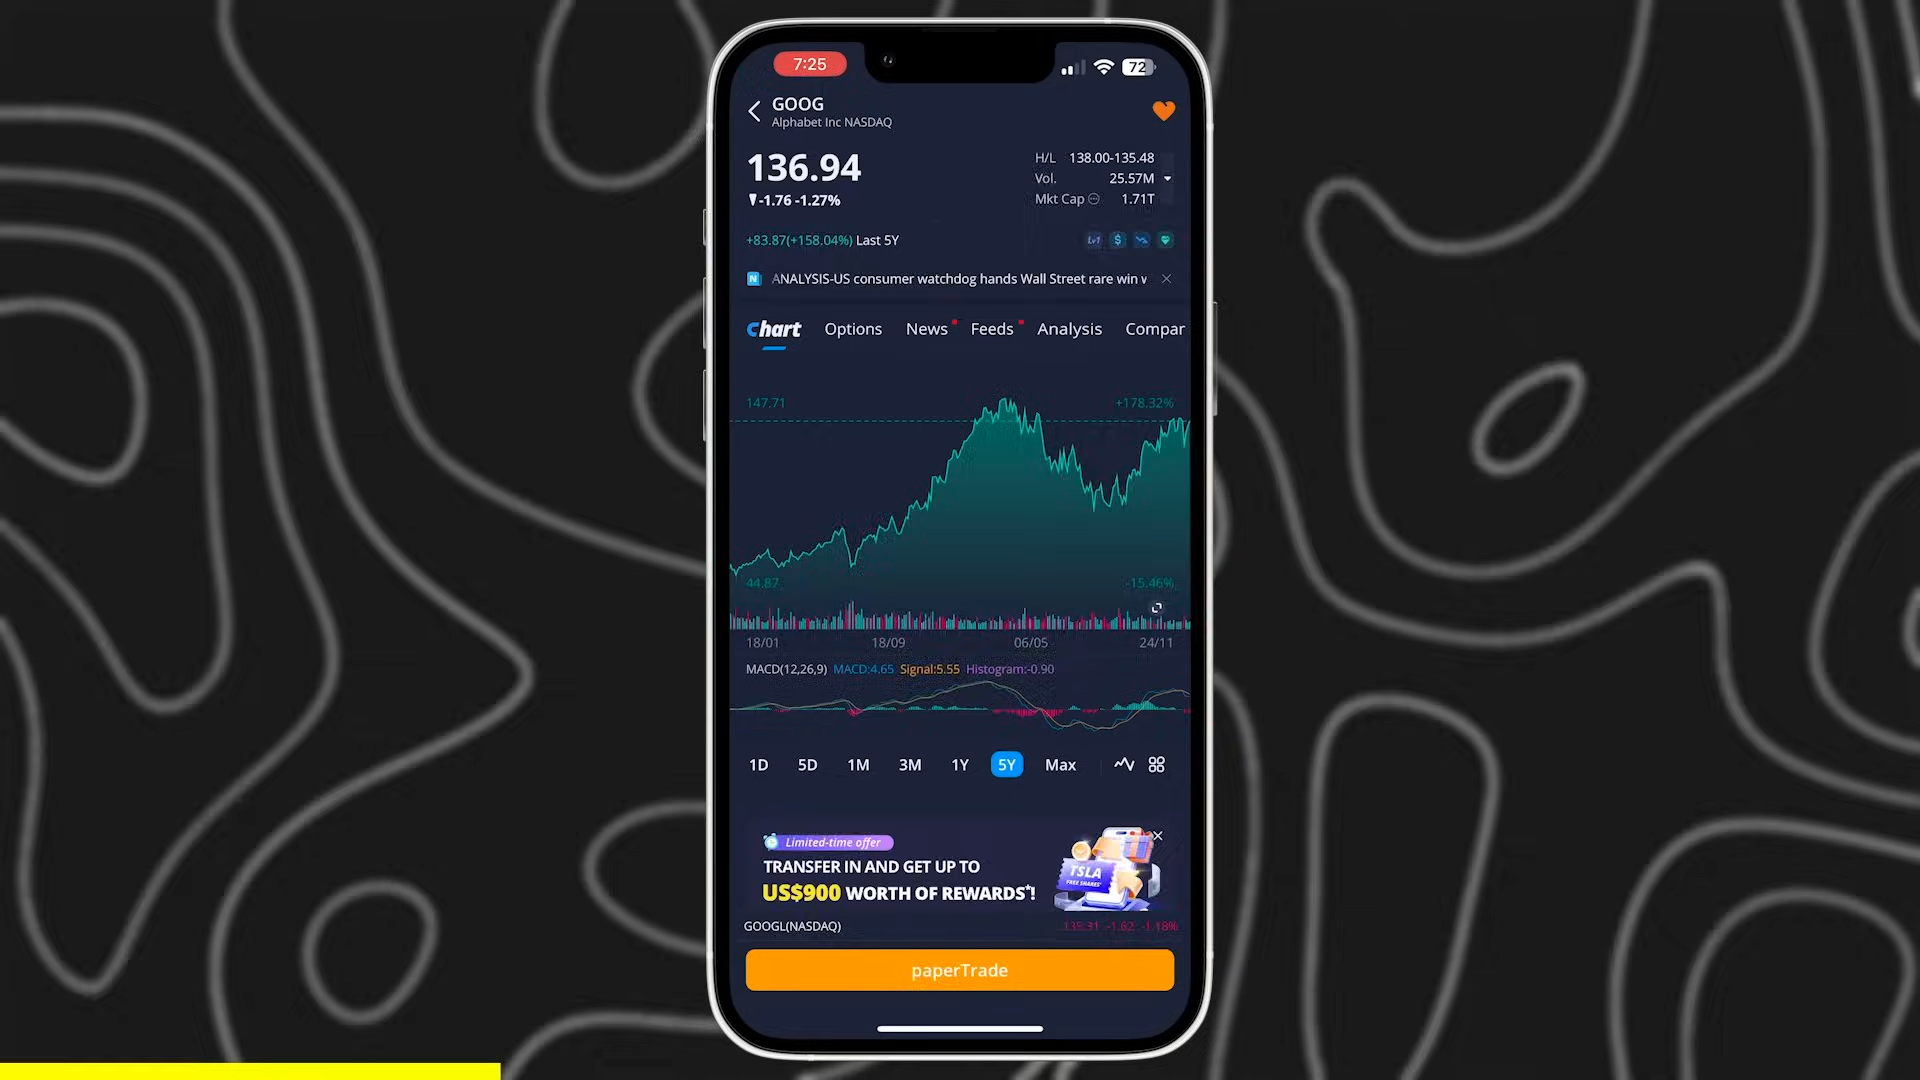 7:25
72
GOOG
Alphabet Inc NASDAQ
136.94
-1.76 -1.27%
H/L 138.00-135.48
Vol. 25.57M
Mkt Cap 1.71T
+83.87(+158.04%) Last 5Y
Lv1 $
N ANALYSIS-US consumer watchdog hands Wall Street rare win w
Chart Options News Feeds Analysis Compar
147.71 +178.32%
44.87 -15.46%
18/01 18/09 06/05 24/11
MACD(12,26,9) MACD:4.65 Signal:5.55 Histogram:-0.90
1D 5D 1M 3M 1Y 5Y Max
Limited-time offer
TRANSFER IN AND GET UP TO
US$900 WORTH OF REWARDS*!
TSLA
FREE SHARES*
GOOGL(NASDAQ) 135.31 -1.62 -1.18%
paperTrade